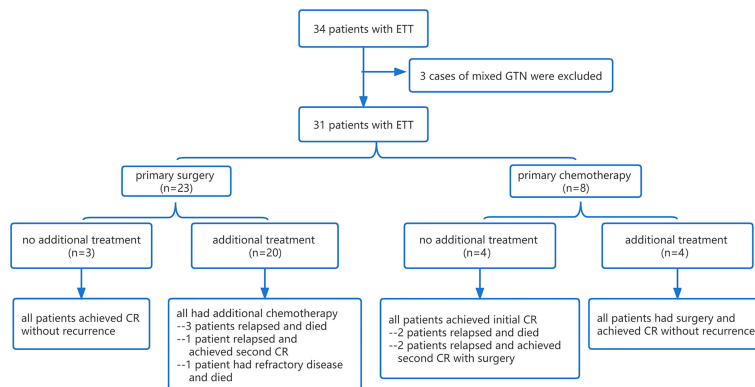 34 patients with ETT
3 cases of mixed GTN were excluded
31 patients with ETT
primary surgery
(n=23)
primary chemotherapy
(n=8)
no additional treatment
(n=3)
additional treatment
(n=20)
no additional treatment
(n=4)
additional treatment
(n=4)
all patients achieved CR
without recurrence
all had additional chemotherapy
--3 patients relapsed and died
--1 patient relapsed and
achieved second CR
--1 patient had refractory disease
and died
all patients achieved initial CR
--2 patients relapsed and died
--2 patients relapsed and achieved
second CR with surgery
all patients had surgery and
achieved CR without recurrence